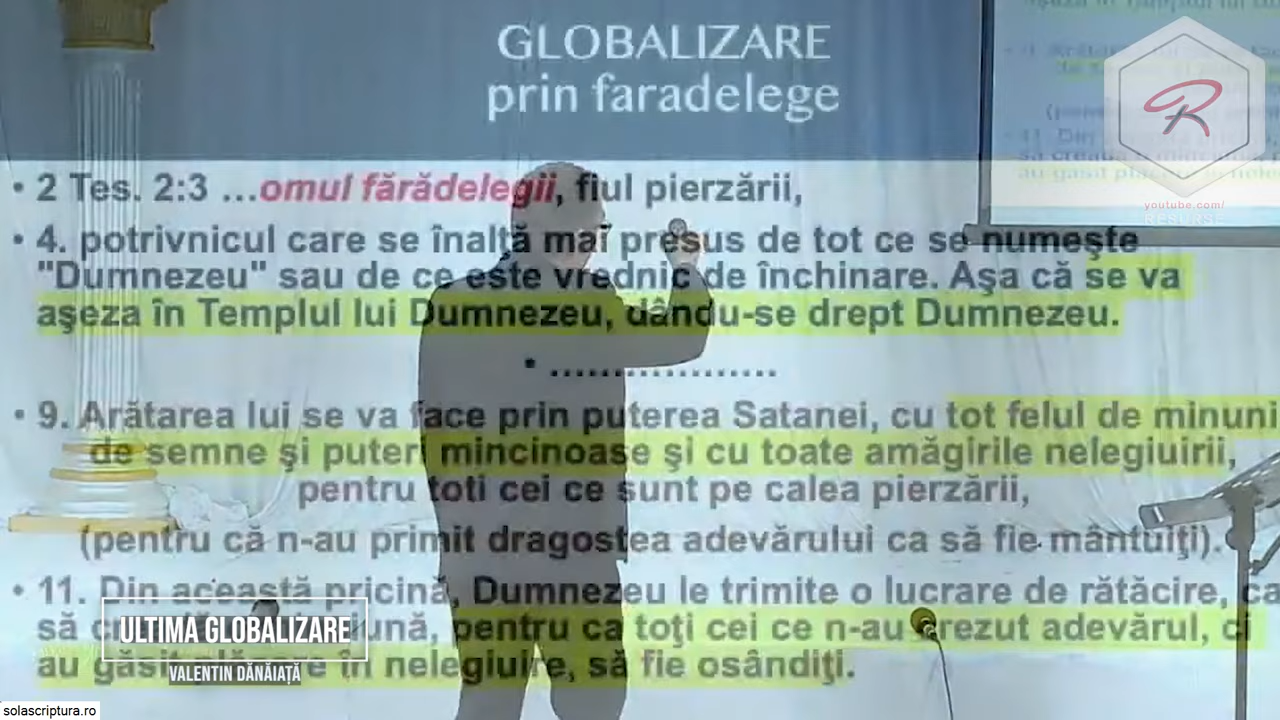 GLOBALIZARE
prin faradelege
youtube.com/
RESURSE
• 2 Tes. 2:3 ...omul fărădelegii, fiul pierzării,
• 4. potrivnicul care se înalţă mai presus de tot ce se numeşte
"Dumnezeu" sau de ce este vrednic de închinare. Aşa că se va
aşeza în Templul lui Dumnezeu, dându-se drept Dumnezeu.
• ..................
• 9. Arătarea lui se va face prin puterea Satanei, cu tot felul de minuni
de semne şi puteri mincinoase şi cu toate amăgirile nelegiuirii,
pentru toti cei ce sunt pe calea pierzării,
(pentru că n-au primit dragostea adevărului ca să fie mântuiţi).
• 11. Din această pricină, Dumnezeu le trimite o lucrare de rătăcire, ca
să pentru ca toţi cei ce n-au crezut adevărul, ci
au găsit în nelegiuire, să fie osândiţi.
ULTIMA GLOBALIZARE
VALENTIN DĂNĂIAŢĂ
solascriptura.ro